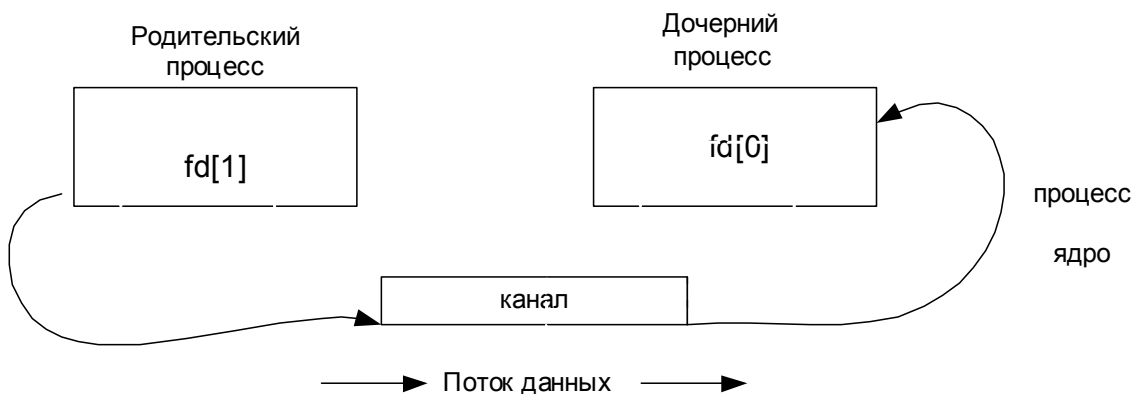 Родительский
процесс
Дочерний
процесс
fd[1]
fd[0]
процесс
ядро
канал
Поток данных